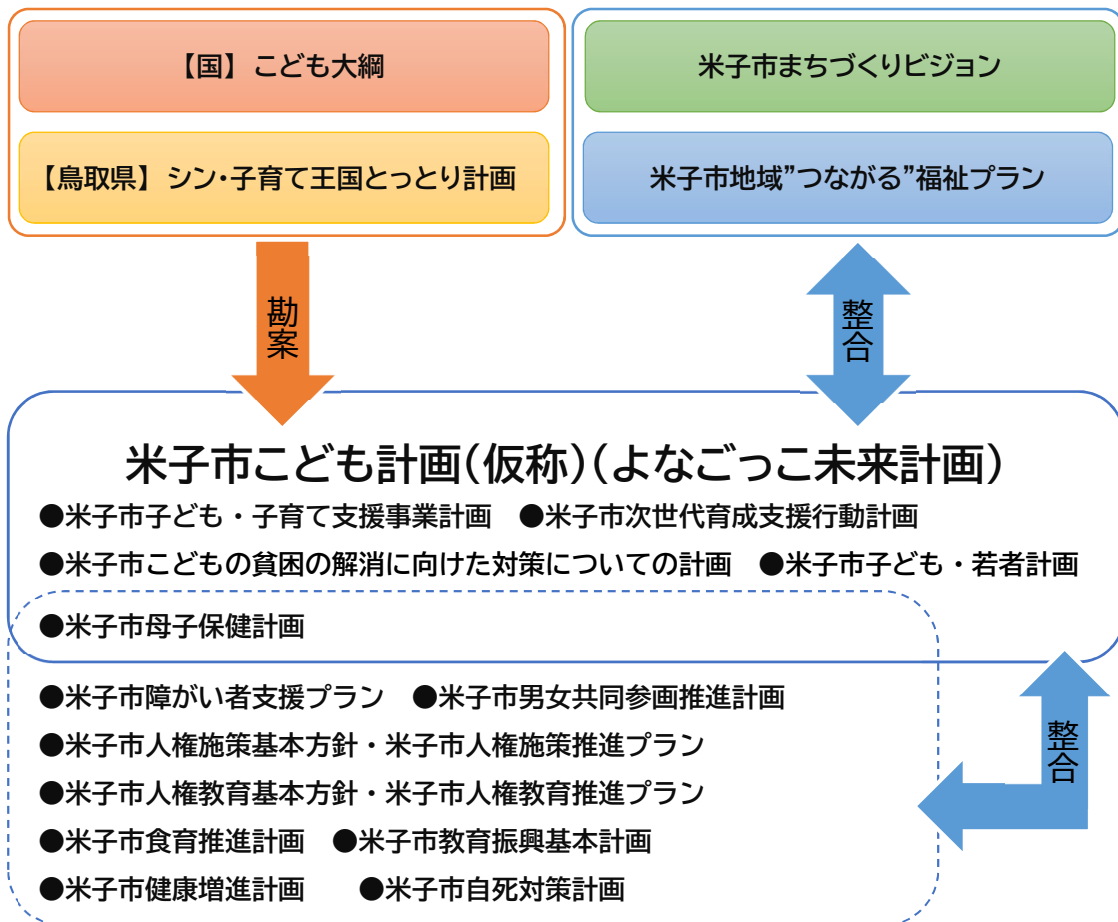 【国】こども大綱
【鳥取県】シン・子育て王国とっとり計画
米子市まちづくりビジョン
米子市地域”つながる”福祉プラン
勘案
整合
米子市こども計画(仮称)(よなごっこ未来計画)
●米子市子ども・子育て支援事業計画　●米子市次世代育成支援行動計画
●米子市こどもの貧困の解消に向けた対策についての計画　●米子市子ども・若者計画
●米子市母子保健計画
●米子市障がい者支援プラン　●米子市男女共同参画推進計画
●米子市人権施策基本方針・米子市人権施策推進プラン
●米子市人権教育基本方針・米子市人権教育推進プラン
●米子市食育推進計画　●米子市教育振興基本計画
●米子市健康増進計画　　●米子市自死対策計画
整合